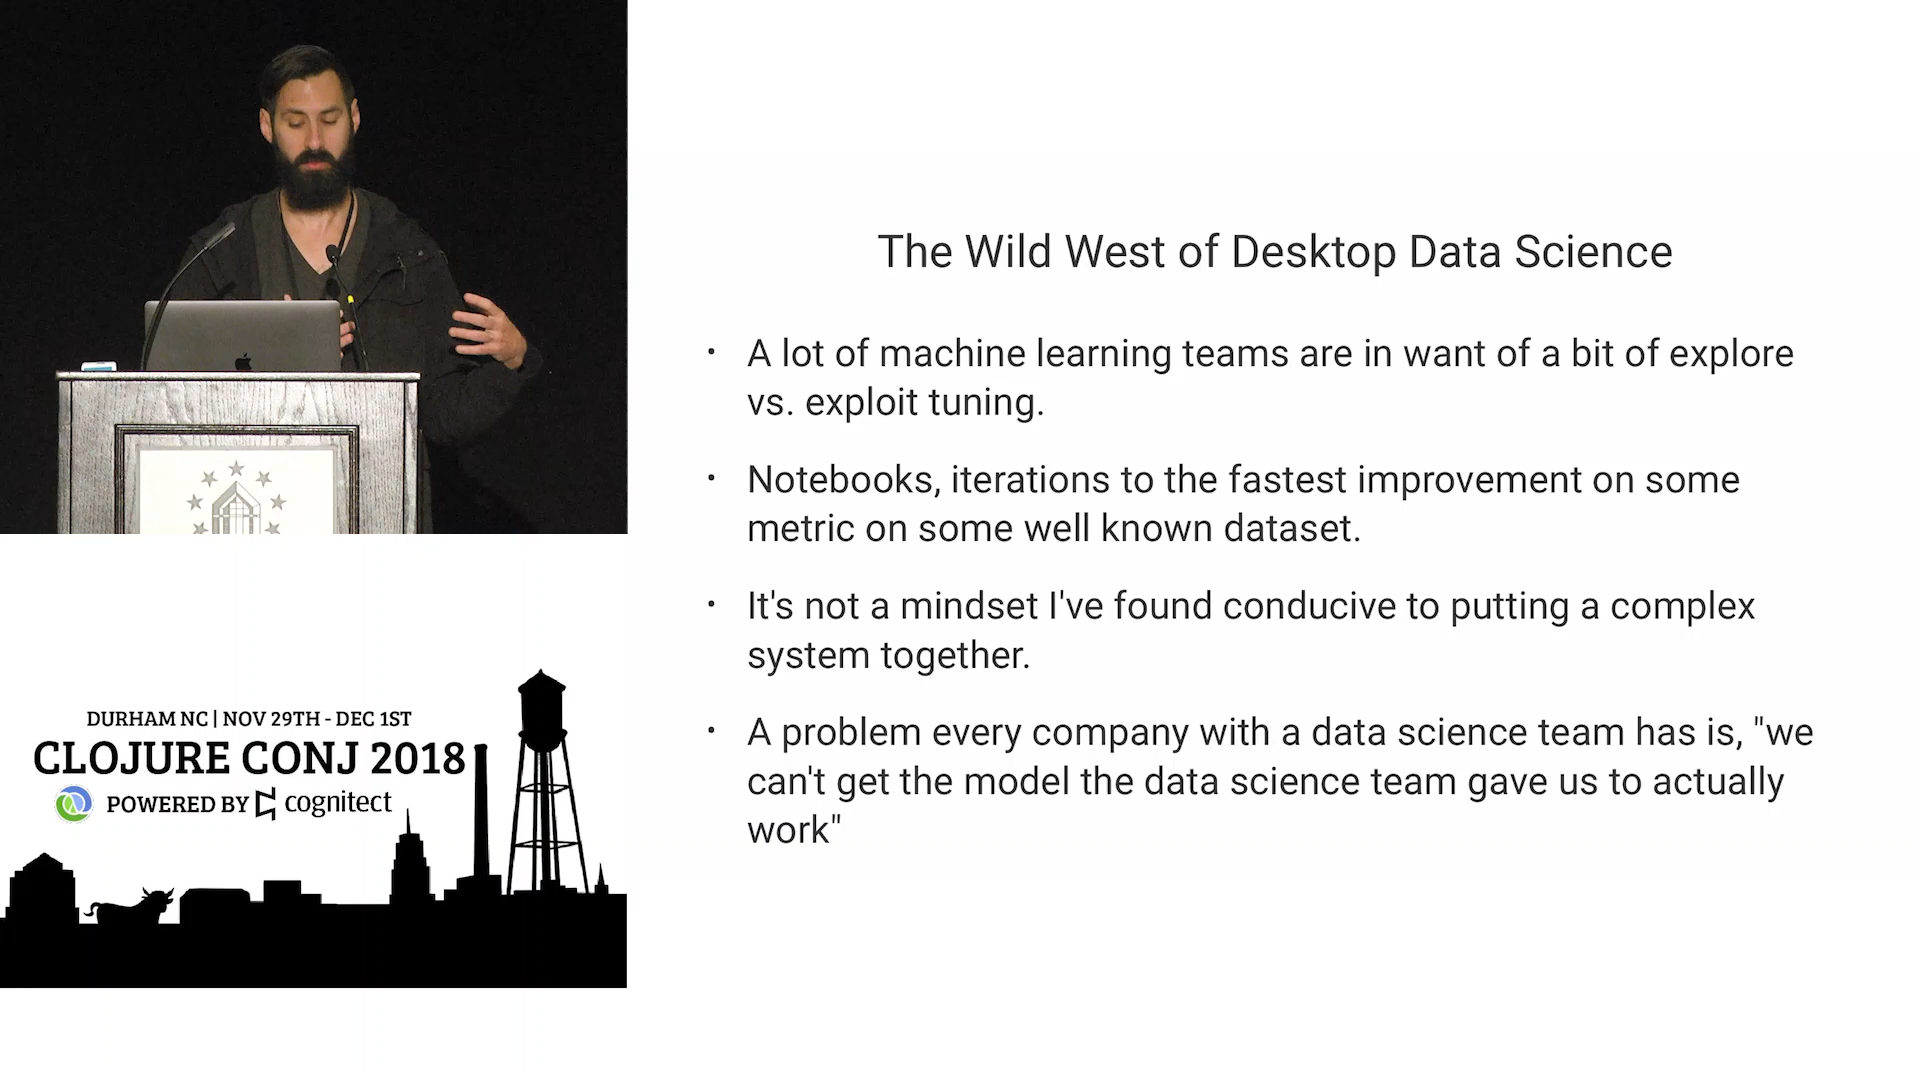 The Wild West of Desktop Data Science
• A lot of machine learning teams are in want of a bit of explore
vs. exploit tuning.
• Notebooks, iterations to the fastest improvement on some
metric on some well known dataset.
• It's not a mindset I've found conducive to putting a complex
system together.
• A problem every company with a data science team has is, "we
can't get the model the data science team gave us to actually
work"
DURHAM NC | NOV 29TH - DEC 1ST
CLOJURE CONJ 2018
POWERED BY cognitect